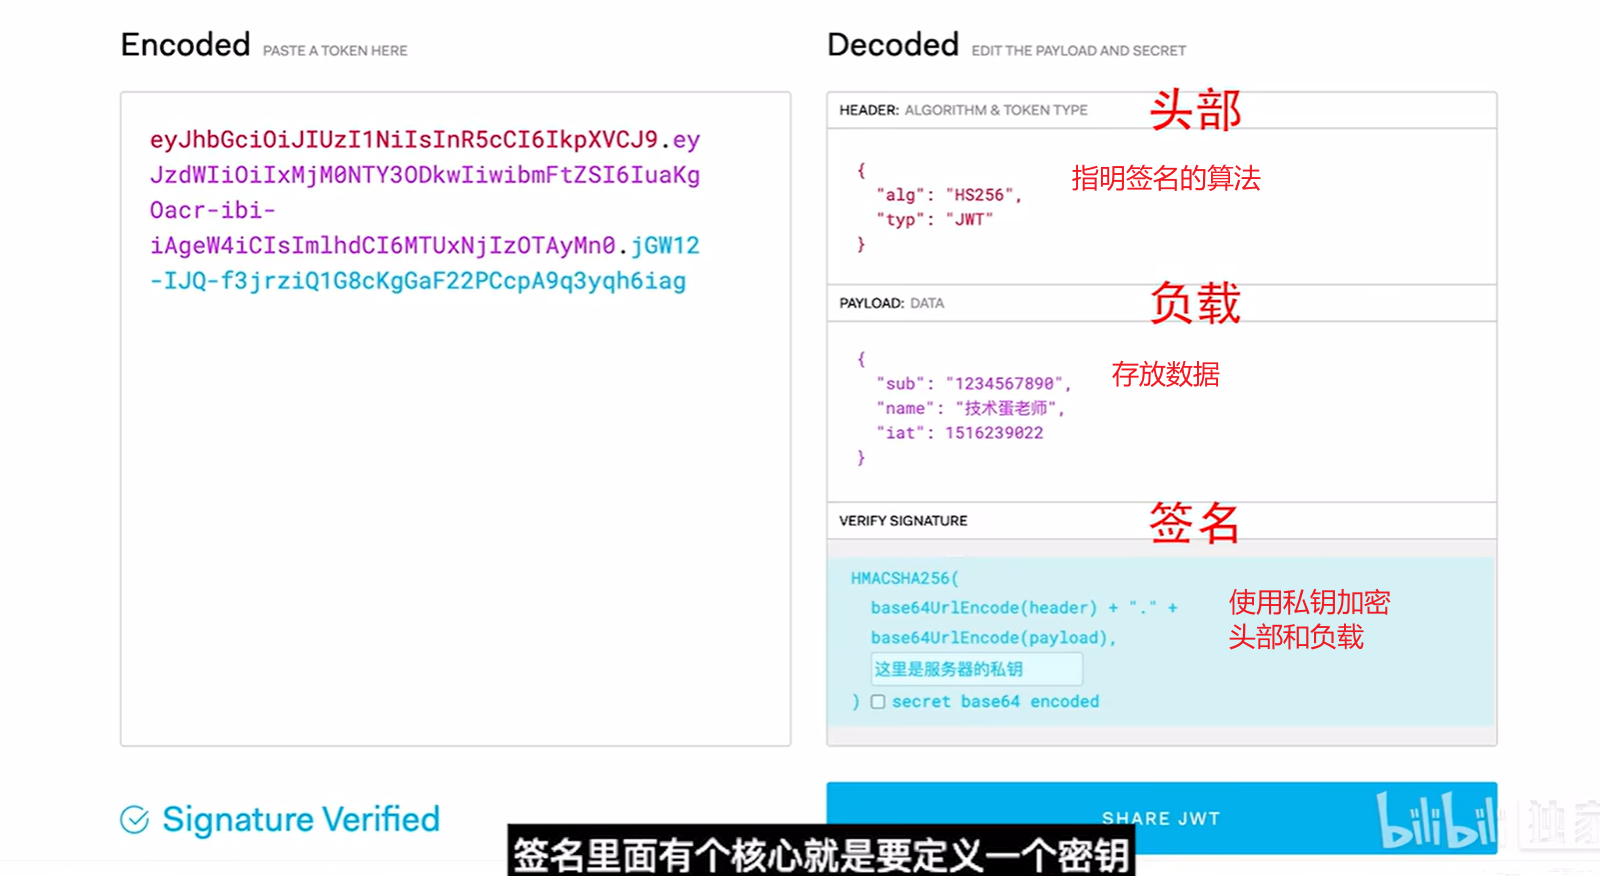 Encoded PASTE A TOKEN HERE
eyJhbGciOiJIUzI1NiIsInR5cCI6IkpXVCJ9.ey
JzdWIiOiIxMjM0NTY3ODkwIiwibmFtZSI6IuaKg
Oacr-ibi-
iAgeW4iCIsImlhdCI6MTUxNjIzOTAyMn0.jGW12
-IJQ-f3jrziQ1G8cKgGaF22PCcpA9q3yqh6iag
Signature Verified
Decoded EDIT THE PAYLOAD AND SECRET
HEADER: ALGORITHM & TOKEN TYPE 头部
{
"alg": "HS256", 指明签名的算法
"typ": "JWT"
}
PAYLOAD: DATA 负载
{
"sub": "1234567890", 存放数据
"name": "技术蛋老师",
"iat": 1516239022
}
VERIFY SIGNATURE 签名
HMACSHA256(
base64UrlEncode(header) + "." + 使用私钥加密
base64UrlEncode(payload), 头部和负载
这里是服务器的私钥
) secret base64 encoded
SHARE JWT
bilibili 独家
签名里面有个核心就是要定义一个密钥